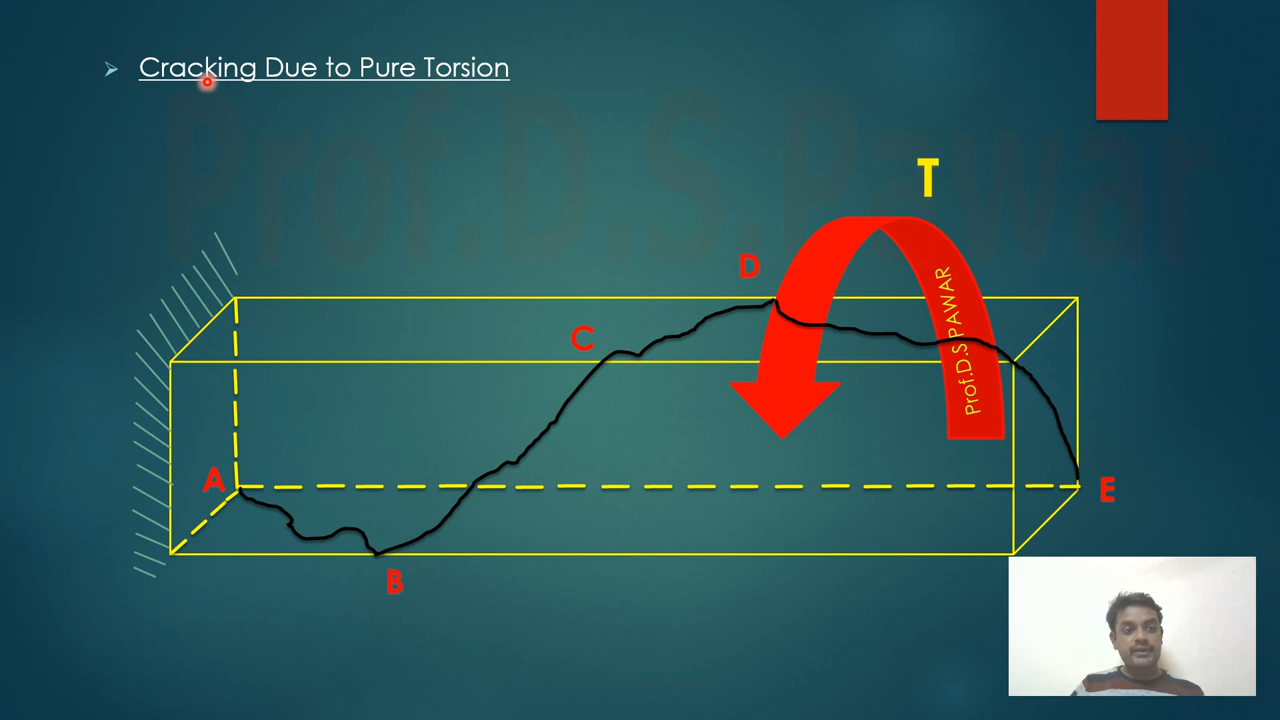 Cracking Due to Pure Torsion
Prof.D.S.Pawar
T
D
Prof.D.S.PAWAR
C
A
E
B